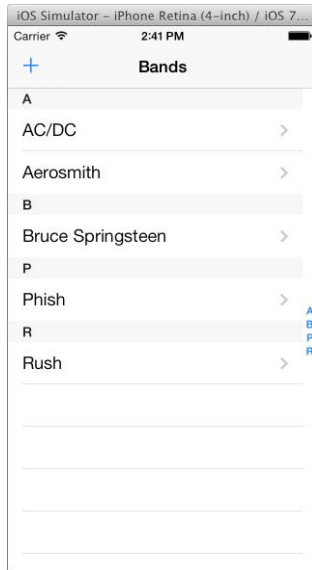 iOS Simulator – iPhone Retina (4-inch) / iOS 7...
Carrier 2:41 PM
+ Bands
A
AC/DC
Aerosmith
B
Bruce Springsteen
P
Phish
R
Rush
A
B
P
R